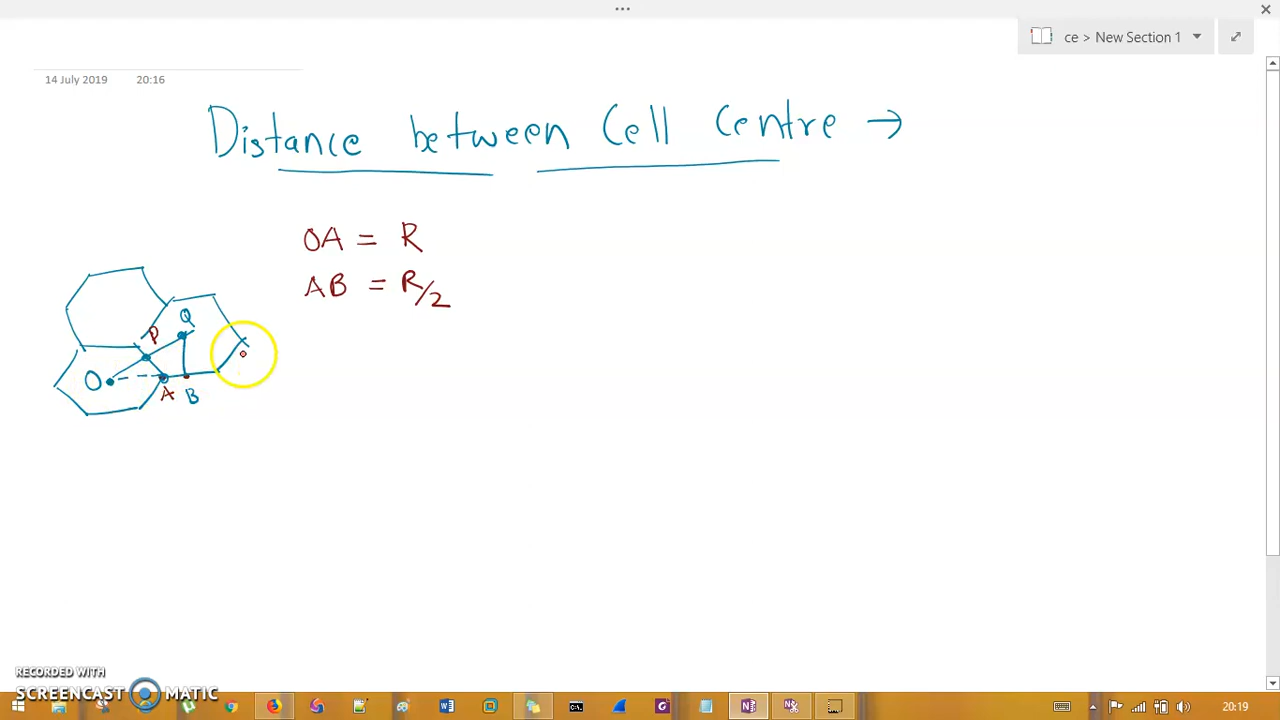 ce > New Section 1
14 July 2019 20:16
Distance between Cell Centre →
OA = R
AB = R/2
P Q
O
A B
RECORDED WITH
SCREENCAST MATIC
20:19